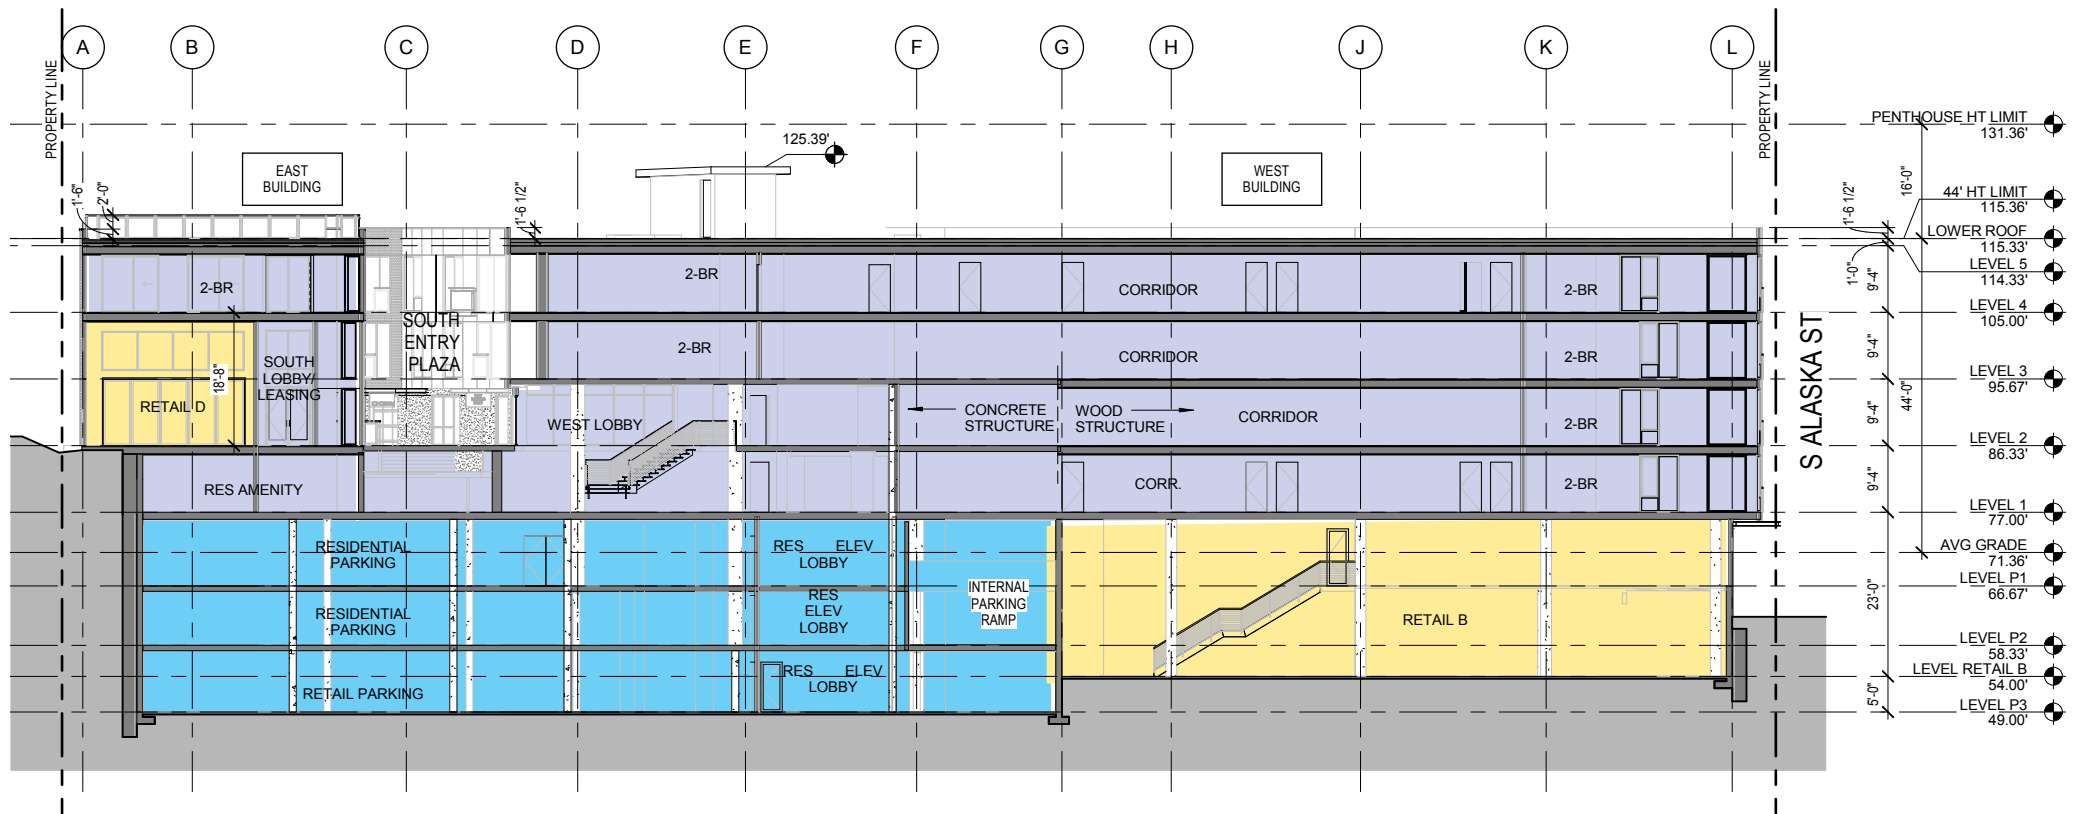 A B C D E F G H J K L
PROPERTY LINE
PROPERTY LINE
PENTHOUSE HT LIMIT
131.36'
125.39'
EAST
BUILDING
WEST
BUILDING
1'-6"
2'-0"
1'-6 1/2"
1'-6 1/2"
16'-0"
44' HT LIMIT
115.36'
LOWER ROOF
115.33'
1'-0"
LEVEL 5
114.33'
9'-4"
2-BR
2-BR
CORRIDOR
2-BR
LEVEL 4
105.00'
SOUTH
ENTRY
PLAZA
2-BR
CORRIDOR
2-BR
9'-4"
S ALASKA ST
SOUTH
LOBBY/
LEASING
18'-8"
RETAIL D
LEVEL 3
95.67'
44'-0"
WEST LOBBY
CONCRETE
STRUCTURE
WOOD
STRUCTURE
CORRIDOR
2-BR
9'-4"
LEVEL 2
86.33'
RES AMENITY
CORR.
2-BR
9'-4"
LEVEL 1
77.00'
RESIDENTIAL
PARKING
RES ELEV
LOBBY
AVG GRADE
71.36'
LEVEL P1
66.67'
RESIDENTIAL
PARKING
RES
ELEV
LOBBY
INTERNAL
PARKING
RAMP
RETAIL B
23'-0"
LEVEL P2
58.33'
RETAIL PARKING
RES ELEV
LOBBY
LEVEL RETAIL B
54.00'
5'-0"
LEVEL P3
49.00'